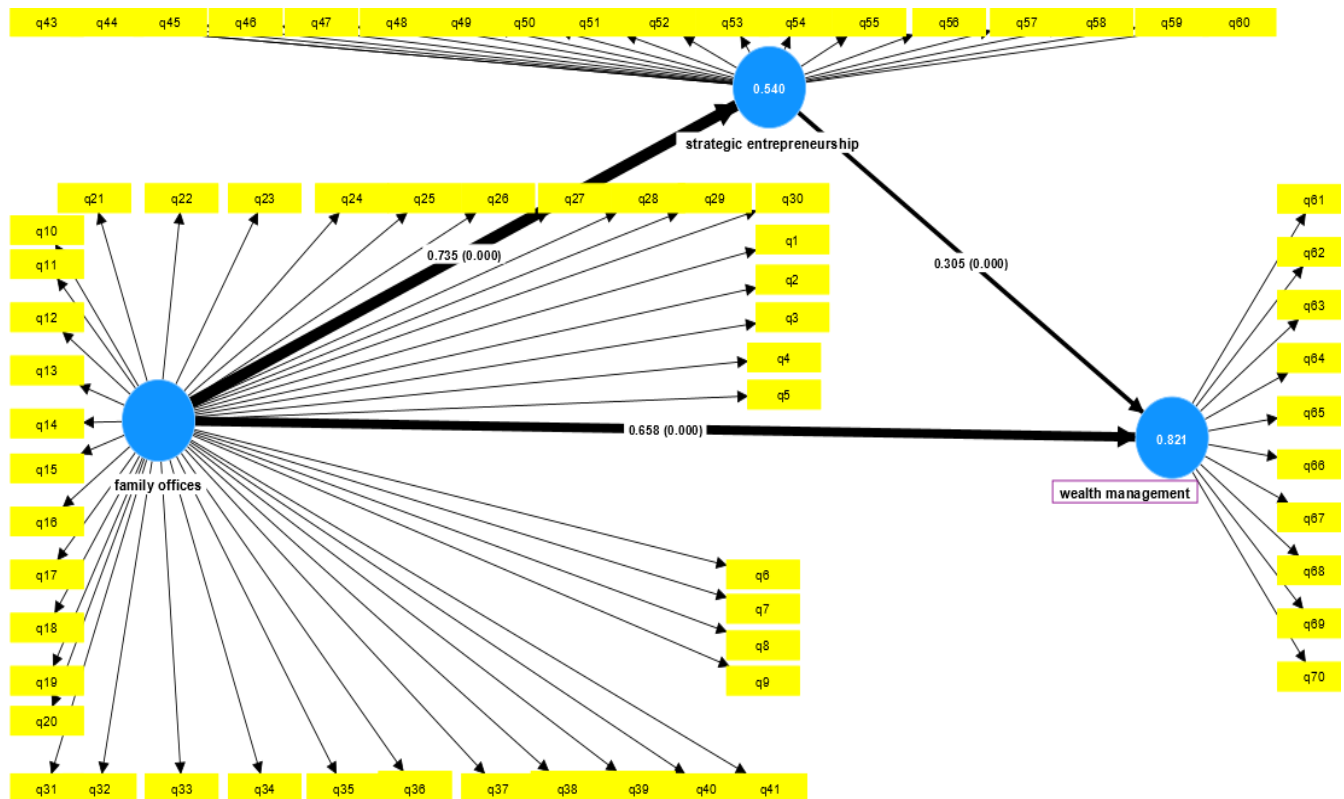 q43 q44 q45 q46 q47 q48 q49 q50 q51 q52 q53 q54 q55 q56 q57 q58 q59 q60
0.540
strategic entrepreneurship
q21 q22 q23 q24 q25 q26 q27 q28 q29 q30
q61
q10
q1
q62
q11
0.735 (0.000)
0.305 (0.000)
q2
q63
q12
q3
q13
q4
q64
q5
q65
q14
0.658 (0.000)
0.821
q15
q66
family offices
wealth management
q16
q67
q17
q6
q68
q7
q18
q69
q8
q19
q9
q70
q20
q31 q32 q33 q34 q35 q36 q37 q38 q39 q40 q41